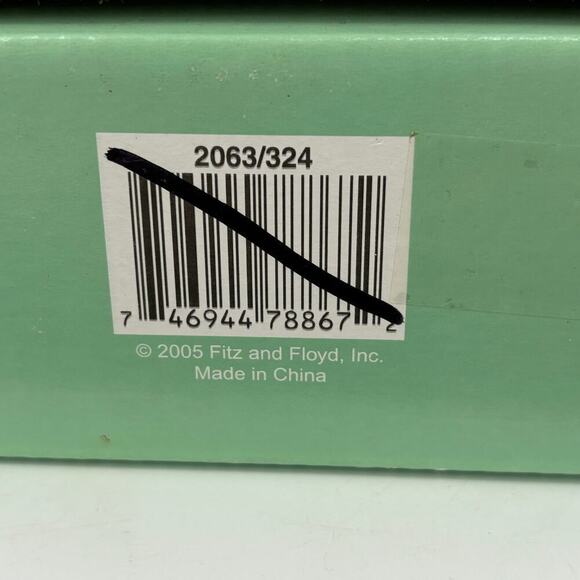 2063/324
7 46944 78867 2
© 2005 Fitz and Floyd, Inc.
Made in China